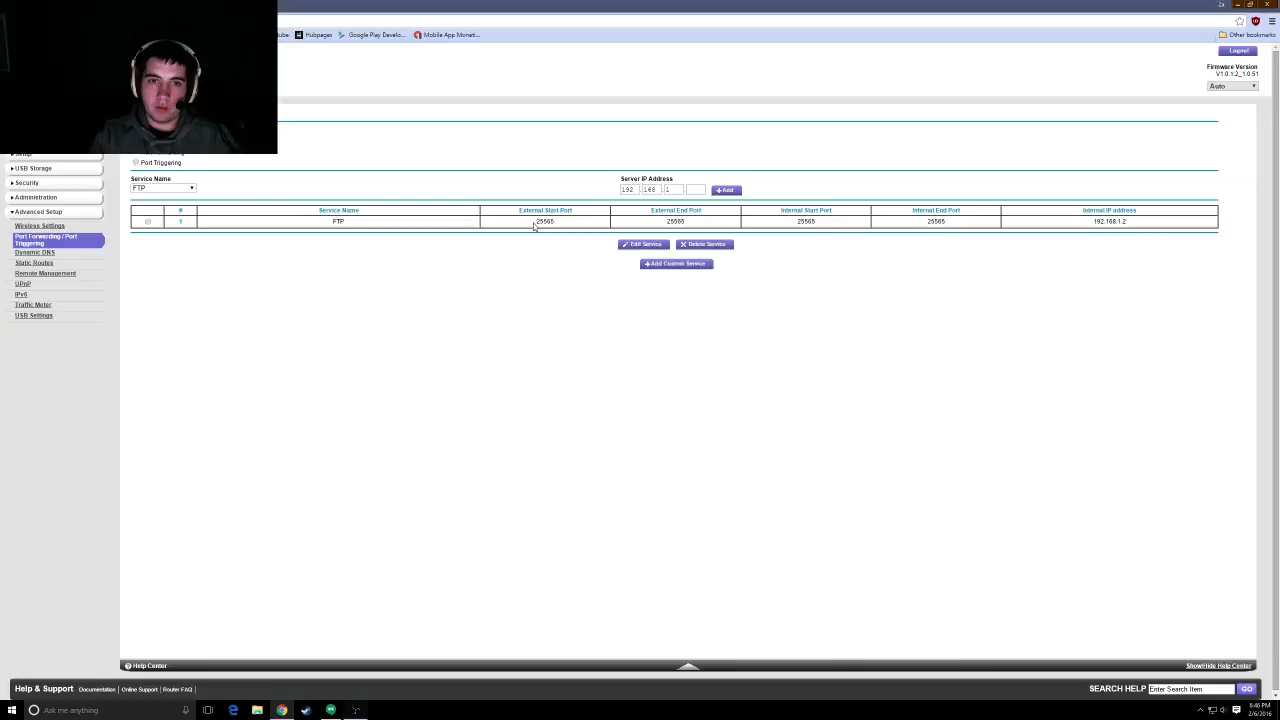 2a
tube
Hubpages
Google Play Develo...
Mobile App Moneti...
Other bookmarks
Logout
Firmware Version
V1.0.1.2_1.0.51
Auto
Port Triggering
Service Name
Server IP Address
FTP
192 . 168 . 1 .
+Add
# Service Name External Start Port External End Port Internal Start Port Internal End Port Internal IP address
1 FTP 25565 25565 25565 25565 192.168.1.2
Edit Service
Delete Service
Add Custom Service
Setup
USB Storage
Security
Administration
Advanced Setup
Wireless Settings
Port Forwarding / Port
Triggering
Dynamic DNS
Static Routes
Remote Management
UPnP
IPv6
Traffic Meter
USB Settings
Help Center
Show/Hide Help Center
Help & Support
Documentation | Online Support | Router FAQ |
SEARCH HELP
Enter Search Item
GO
Ask me anything
6:46 PM
2/6/2016